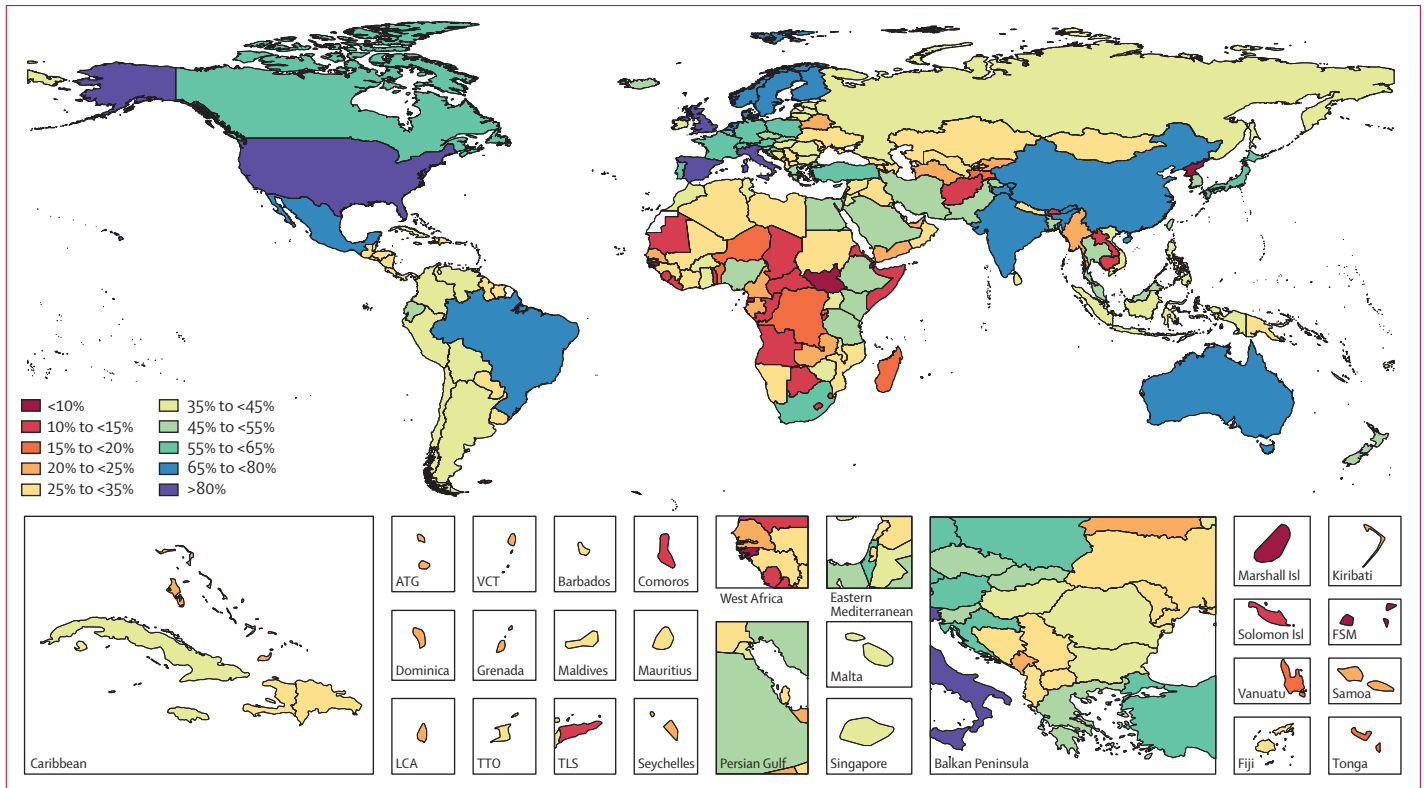 <10%
10% to <15%
15% to <20%
20% to <25%
25% to <35%
35% to <45%
45% to <55%
55% to <65%
65% to <80%
>80%
Caribbean
ATG
VCT
Barbados
Comoros
Dominica
Grenada
Maldives
Mauritius
LCA
TTO
TLS
Seychelles
West Africa
Eastern
Mediterranean
Persian Gulf
Malta
Singapore
Balkan Peninsula
Marshall Isl
Kiribati
Solomon Isl
FSM
Vanuatu
Samoa
Fiji
Tonga